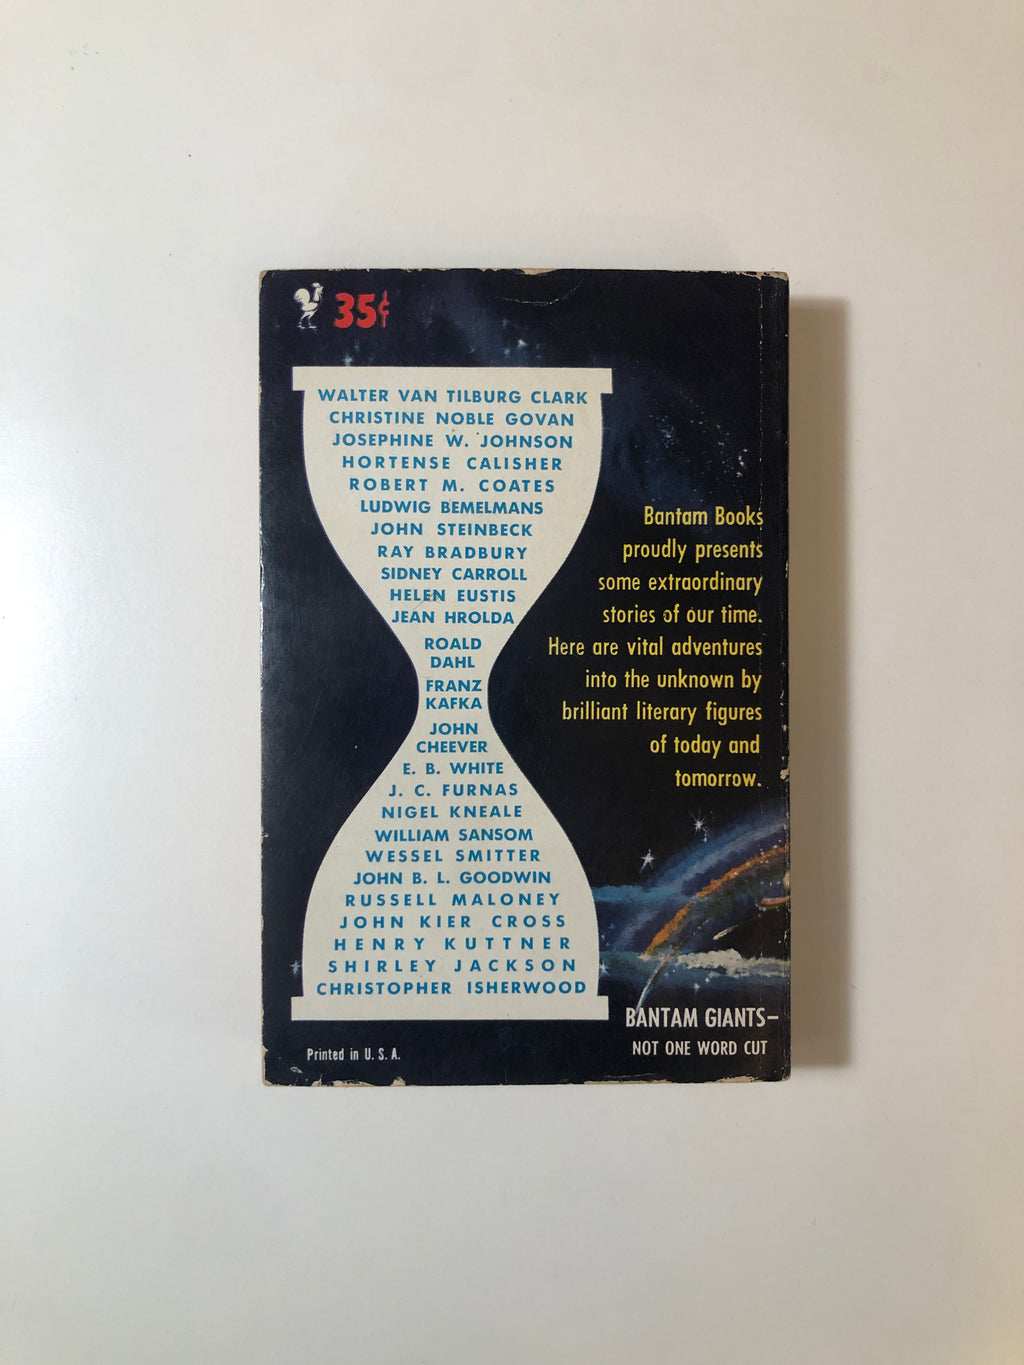 35¢
WALTER VAN TILBURG CLARK
CHRISTINE NOBLE GOVAN
JOSEPHINE W. JOHNSON
HORTENSE CALISHER
ROBERT M. COATES
LUDWIG BEMELMANS
JOHN STEINBECK
RAY BRADBURY
SIDNEY CARROLL
HELEN EUSTIS
JEAN HROLDA
ROALD
DAHL
FRANZ
KAFKA
JOHN
CHEEVER
E. B. WHITE
J. C. FURNAS
NIGEL KNEALE
WILLIAM SANSOM
WESSEL SMITTER
JOHN B. L. GOODWIN
RUSSELL MALONEY
JOHN KIER CROSS
HENRY KUTTNER
SHIRLEY JACKSON
CHRISTOPHER ISHERWOOD
Bantam Books
proudly presents
some extraordinary
stories of our time.
Here are vital adventures
into the unknown by
brilliant literary figures
of today and
tomorrow.
BANTAM GIANTS—
NOT ONE WORD CUT
Printed in U. S. A.